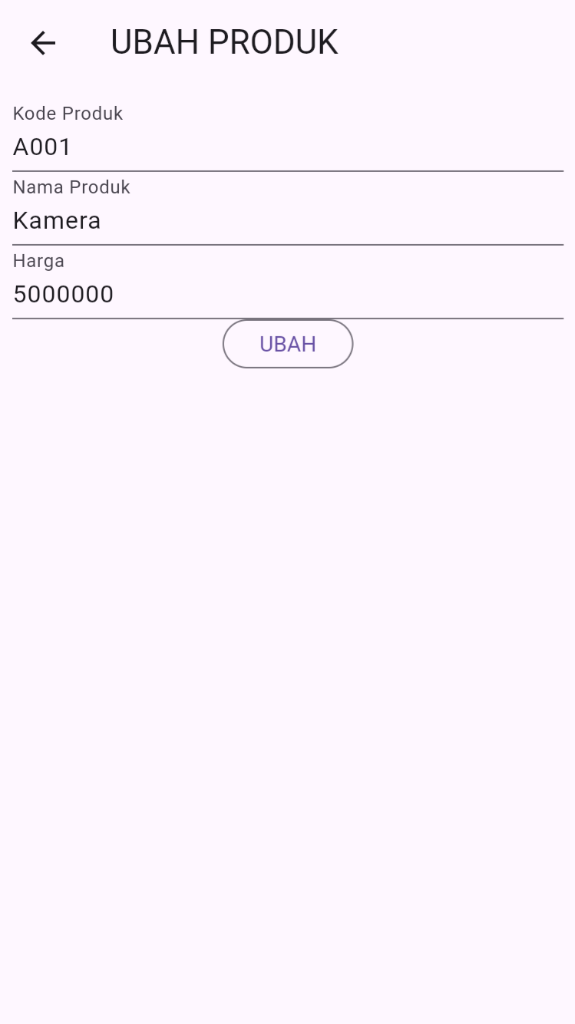 UBAH PRODUK
Kode Produk
A001
Nama Produk
Kamera
Harga
5000000
UBAH